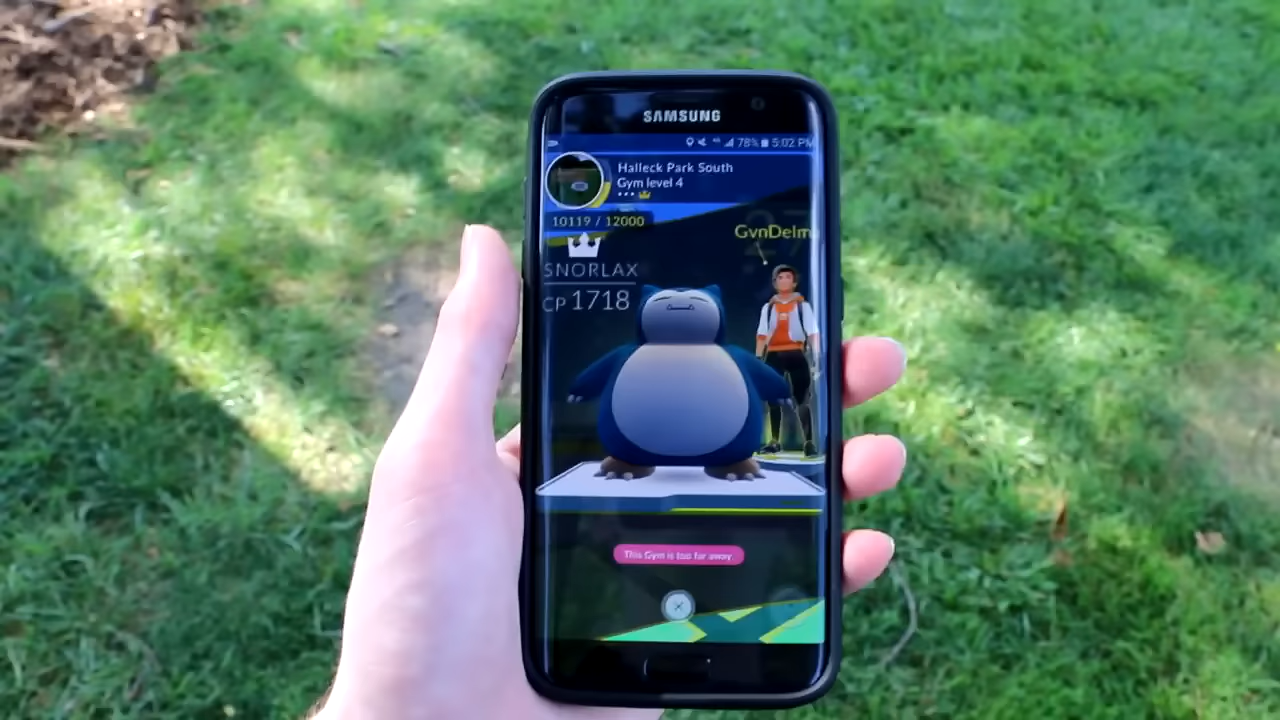 SAMSUNG
78% 5:02 PM
Halleck Park South
Gym level 4
10119 / 12000
GvnDelm
SNORLAX
CP 1718
This Gym is too far away.